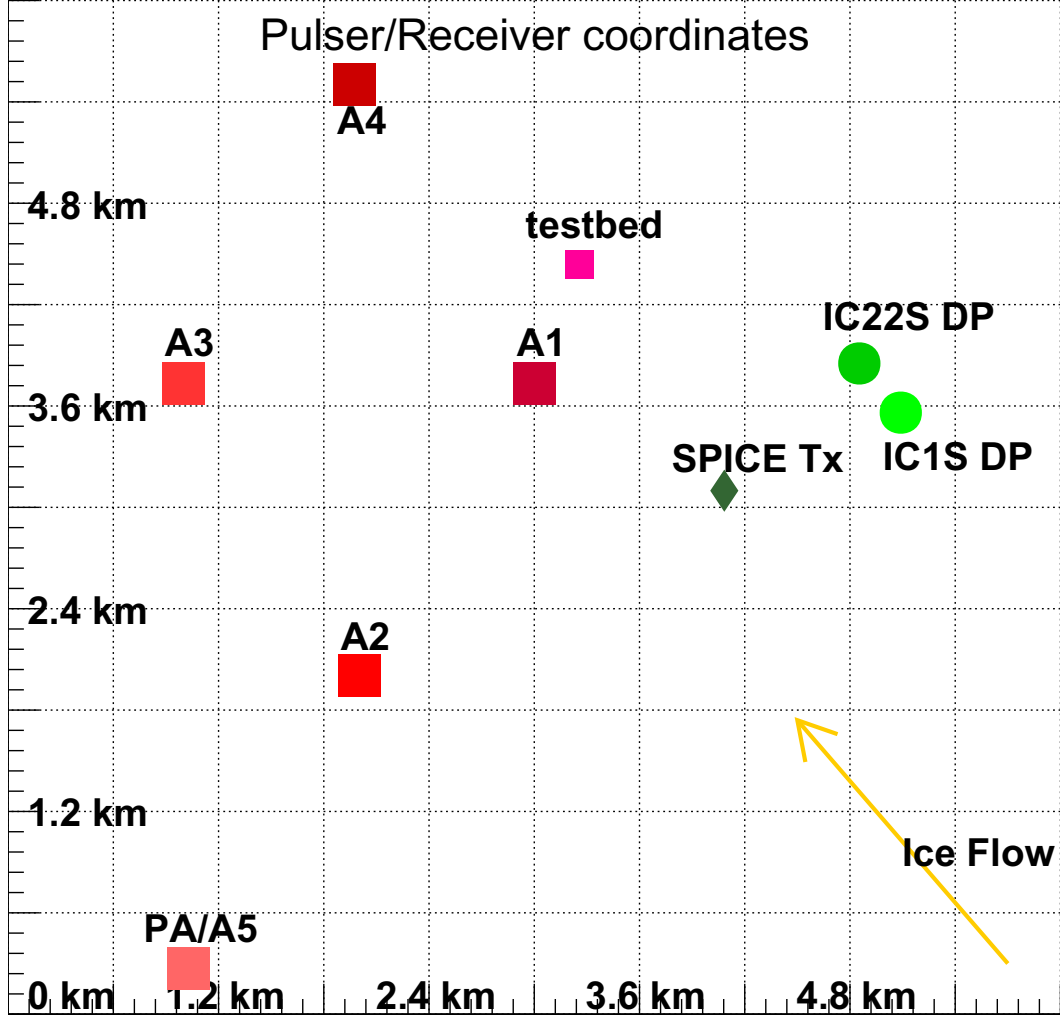 Pulser/Receiver coordinates
A4
4.8 km
testbed
IC22S DP
A3
A1
3.6 km
SPICE Tx
IC1S DP
2.4 km
A2
1.2 km
Ice Flow
PA/A5
0 km 1.2 km 2.4 km 3.6 km 4.8 km